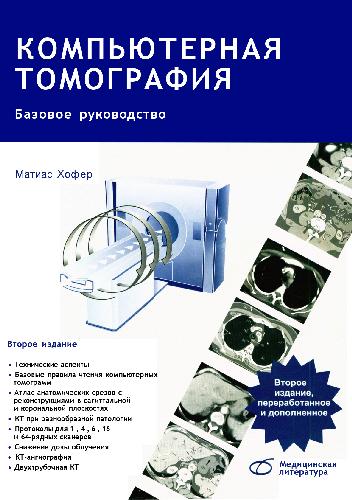 КОМПЬЮТЕРНАЯ
ТОМОГРАФИЯ
Базовое руководство
Матиас Хофер
Второе издание
• Технические аспекты
• Базовые правила чтения компьютерных
томограмм
• Атлас анатомических срезов с
реконструкциями в сагиттальной
и корональной плоскостях
• КТ при разнообразной патологии
• Протоколы для 1 , 4 , 6 , 16
и 64-рядных сканеров
• Снижение дозы облучения
• КТ-ангиография
• Двухтрубочная КТ
Второе
издание,
переработанное
и дополненное
Медицинская
литература